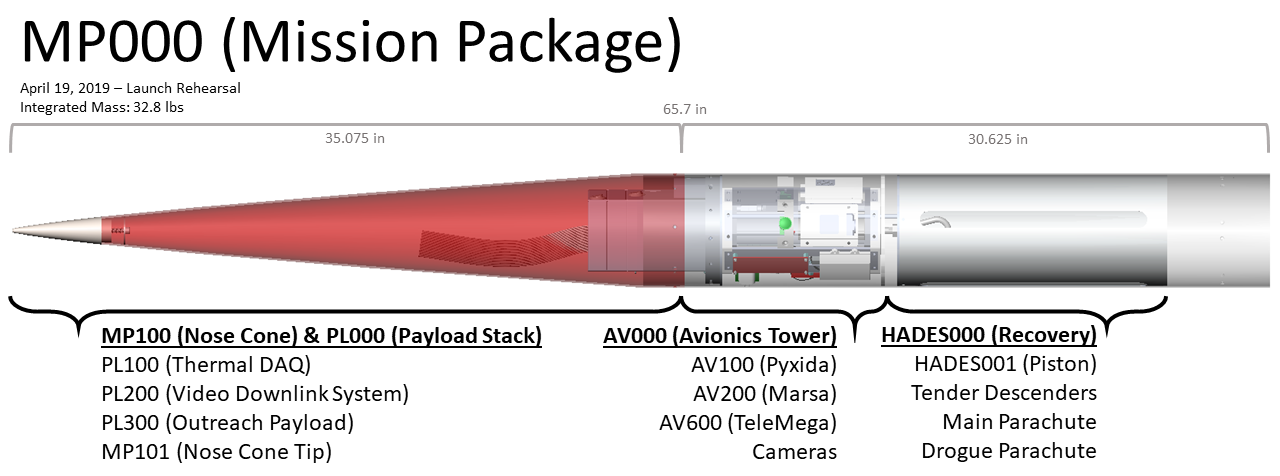 MP000 (Mission Package)
April 19, 2019 – Launch Rehearsal
Integrated Mass: 32.8 lbs
65.7 in
35.075 in
30.625 in
MP100 (Nose Cone) & PL000 (Payload Stack)
PL100 (Thermal DAQ)
PL200 (Video Downlink System)
PL300 (Outreach Payload)
MP101 (Nose Cone Tip)
AV000 (Avionics Tower)
AV100 (Pyxida)
AV200 (Marsa)
AV600 (TeleMega)
Cameras
HADES000 (Recovery)
HADES001 (Piston)
Tender Descenders
Main Parachute
Drogue Parachute